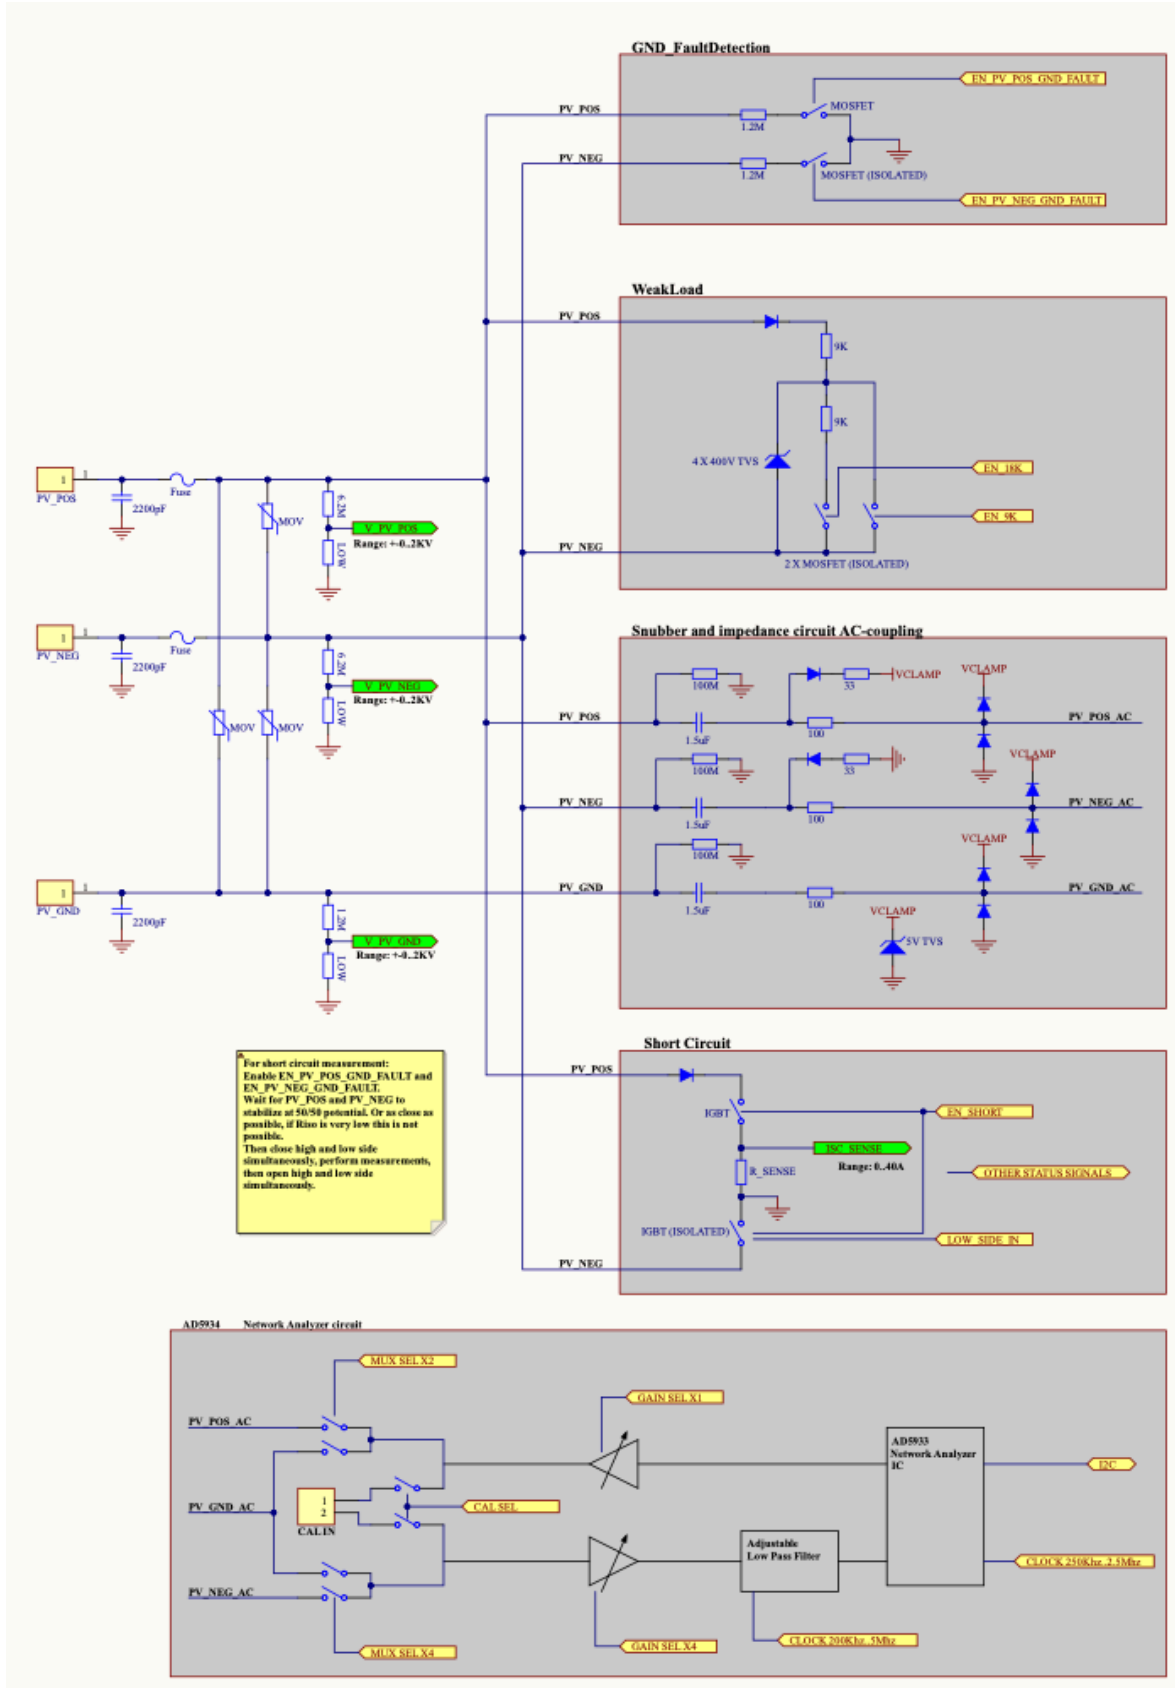 GND_FaultDetection
EN_PV_POS_GND_FAULT
PV_POS
MOSFET
1.2M
PV_NEG
1.2M
MOSFET (ISOLATED)
EN_PV_NEG_GND_FAULT
WeakLoad
PV_POS
9K
9K
4 X 400V TVS
EN_18K
EN_9K
PV_NEG
2 X MOSFET (ISOLATED)
1
1
PV_POS
2200pF
Fuse
MOV
6.2M
V_PV_POS
Range: +-0..2KV
LOW
1
1
PV_NEG
2200pF
Fuse
6.2M
V_PV_NEG
Range: +-0..2KV
LOW
MOV
MOV
1
1
PV_GND
2200pF
1.2M
V_PV_GND
Range: +-0..2KV
LOW
Snubber and impedance circuit AC-coupling
100M
33
VCLAMP
VCLAMP
PV_POS
1.5uF
100
PV_POS_AC
100M
33
VCLAMP
PV_NEG
1.5uF
100
PV_NEG_AC
100M
VCLAMP
PV_GND
1.5uF
100
PV_GND_AC
VCLAMP
5V TVS
For short circuit measurement:
Enable EN_PV_POS_GND_FAULT and
EN_PV_NEG_GND_FAULT.
Wait for PV_POS and PV_NEG to
stabilize at 50/50 potential. Or as close as
possible, if Riso is very low this is not
possible.
Then close high and low side
simultaneously, perform measurements,
then open high and low side
simultaneously.
Short Circuit
PV_POS
IGBT
EN_SHORT
ISC_SENSE
Range: 0..40A
R_SENSE
OTHER STATUS SIGNALS
IGBT (ISOLATED)
LOW_SIDE_IN
PV_NEG
AD5934 Network Analyzer circuit
MUX SEL X2
GAIN SEL X1
PV_POS_AC
AD5933
Network Analyzer
IC
I2C
1
2
CAL IN
CAL SEL
PV_GND_AC
Adjustable
Low Pass Filter
CLOCK 250Khz..2.5Mhz
PV_NEG_AC
MUX SEL X4
GAIN SEL X4
CLOCK 200Khz..5Mhz